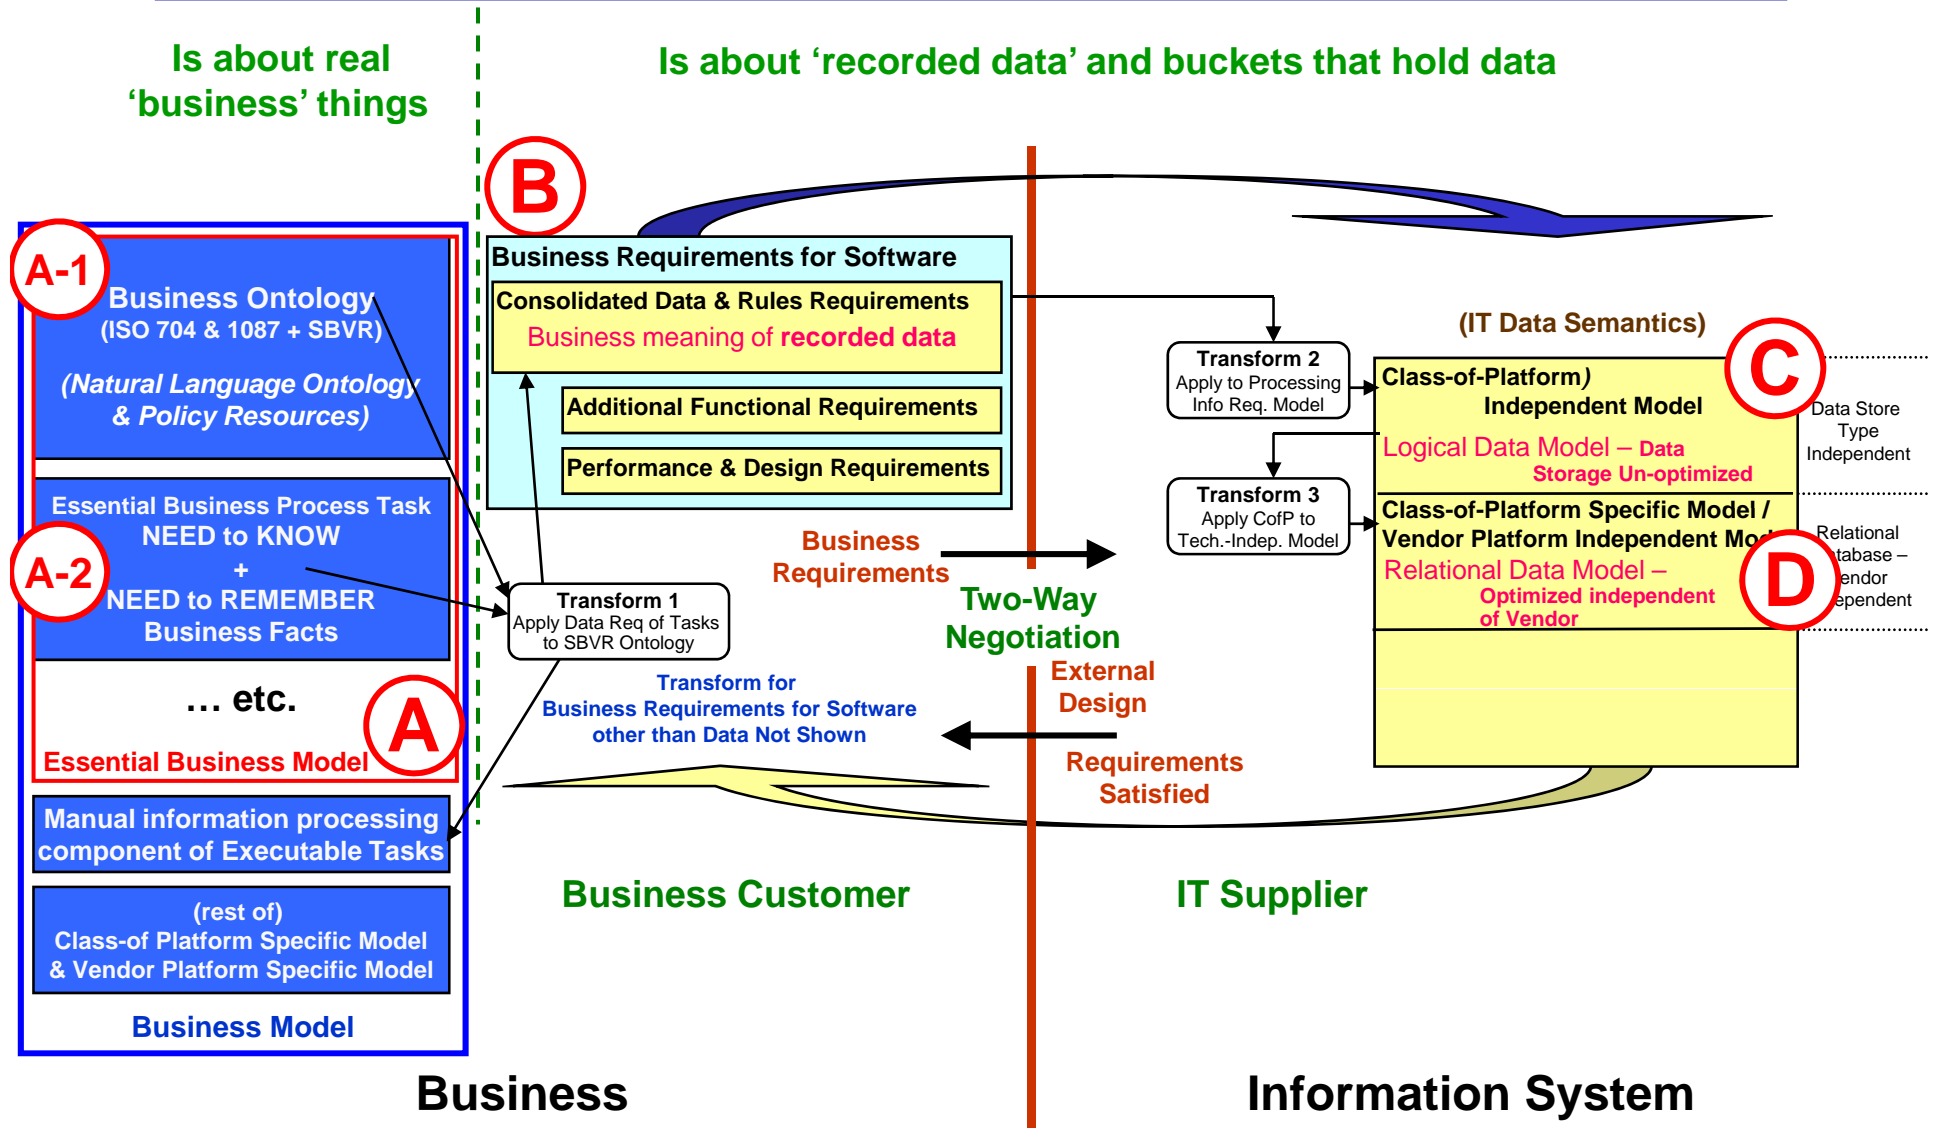 Is about real
‘business’ things
Is about ‘recorded data’ and buckets that hold data
A-1
Business Ontology
(ISO 704 & 1087 + SBVR)
(Natural Language Ontology
& Policy Resources)
A-2
Essential Business Process Task
NEED to KNOW
+
NEED to REMEMBER
Business Facts
… etc.
A
Essential Business Model
Manual information processing
component of Executable Tasks
(rest of)
Class-of Platform Specific Model
& Vendor Platform Specific Model
Business Model
B
Business Requirements for Software
Consolidated Data & Rules Requirements
Business meaning of recorded data
Additional Functional Requirements
Performance & Design Requirements
Transform 1
Apply Data Req of Tasks
to SBVR Ontology
Transform for
Business Requirements for Software
other than Data Not Shown
Business
Requirements
Two-Way
Negotiation
External
Design
Requirements
Satisfied
Business Customer
IT Supplier
Transform 2
Apply to Processing
Info Req. Model
Transform 3
Apply CofP to
Tech.-Indep. Model
(IT Data Semantics)
C
Class-of-Platform)
Independent Model
Logical Data Model – Data
Storage Un-optimized
Class-of-Platform Specific Model /
Vendor Platform Independent Mod
Relational Data Model –
Optimized independent
of Vendor
D
Data Store
Type
Independent
Relational
tabase –
endor
ependent
Business
Information System